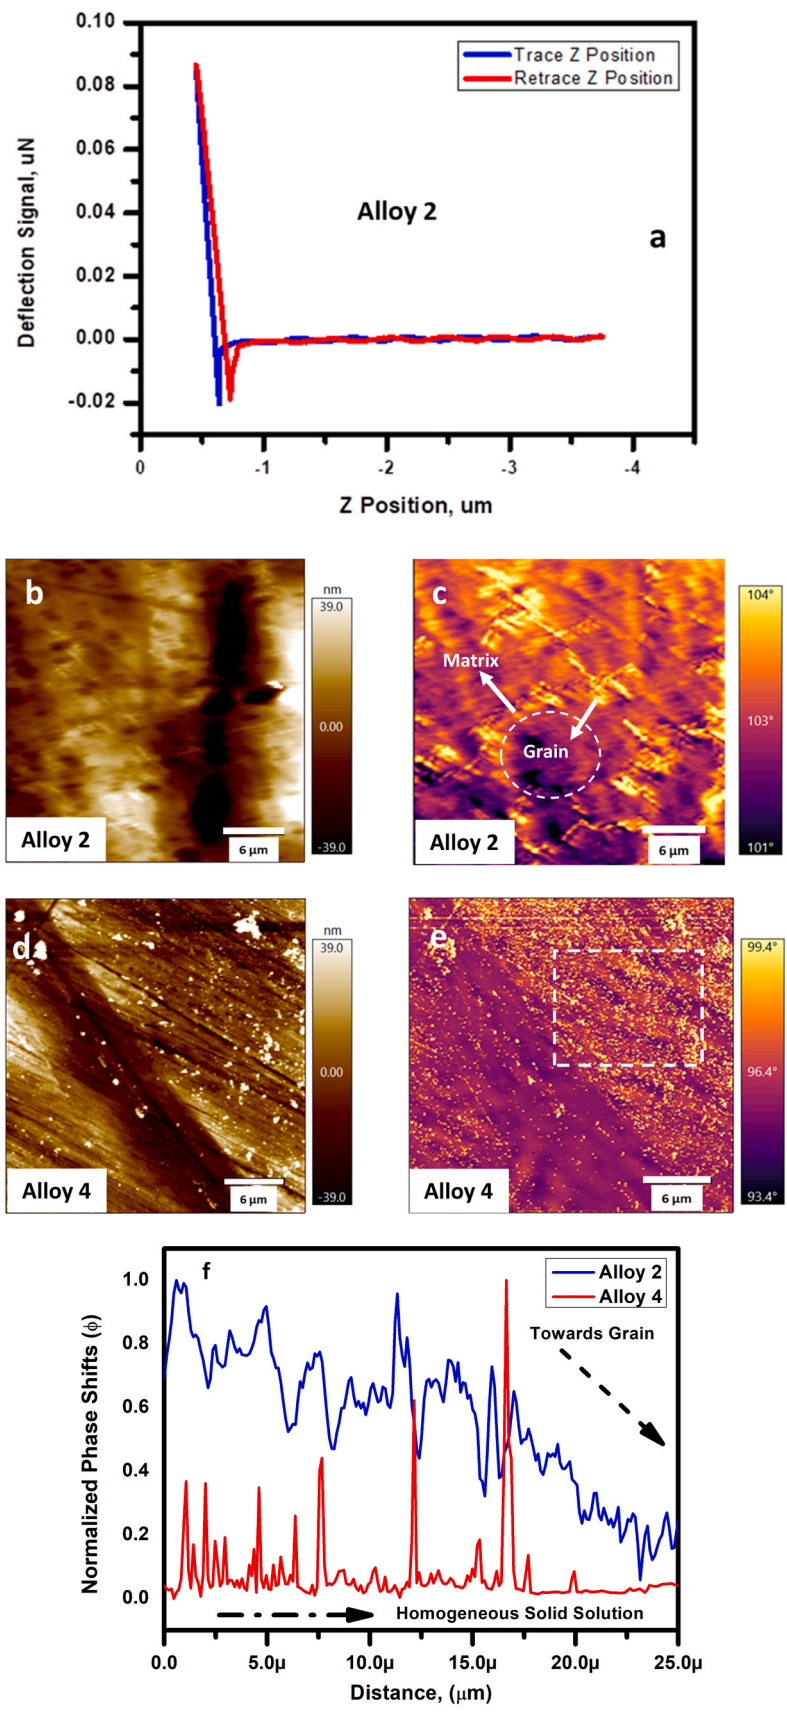 0.10
0.08
0.06
0.04
0.02
0.00
-0.02
Deflection Signal, uN
Trace Z Position
Retrace Z Position
Alloy 2
a
0 -1 -2 -3 -4
Z Position, um
b
nm
39.0
0.00
-39.0
Alloy 2
6 µm
c
Matrix
Grain
Alloy 2
6 µm
104°
103°
101°
d
nm
39.0
0.00
-39.0
Alloy 4
6 µm
e
Alloy 4
6 µm
99.4°
96.4°
93.4°
f
Alloy 2
Alloy 4
Towards Grain
1.0
0.8
0.6
0.4
0.2
0.0
Normalized Phase Shifts (ϕ)
Homogeneous Solid Solution
0.0 5.0µ 10.0µ 15.0µ 20.0µ 25.0µ
Distance, (µm)